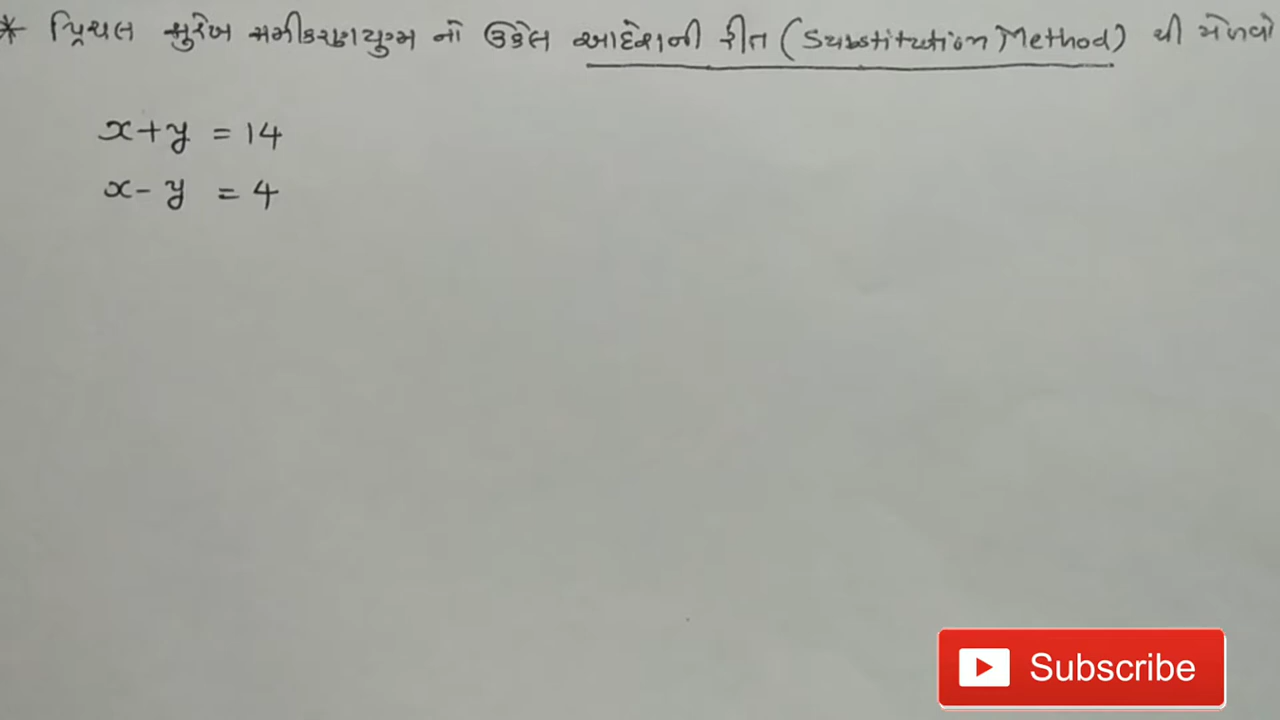 * દ્વિચલ સુરેખ સમીકરણયુગ્મ નો ઉકેલ આદેશની રીત (Substitution Method) થી મેળવો
x+y = 14
x-y = 4
Subscribe